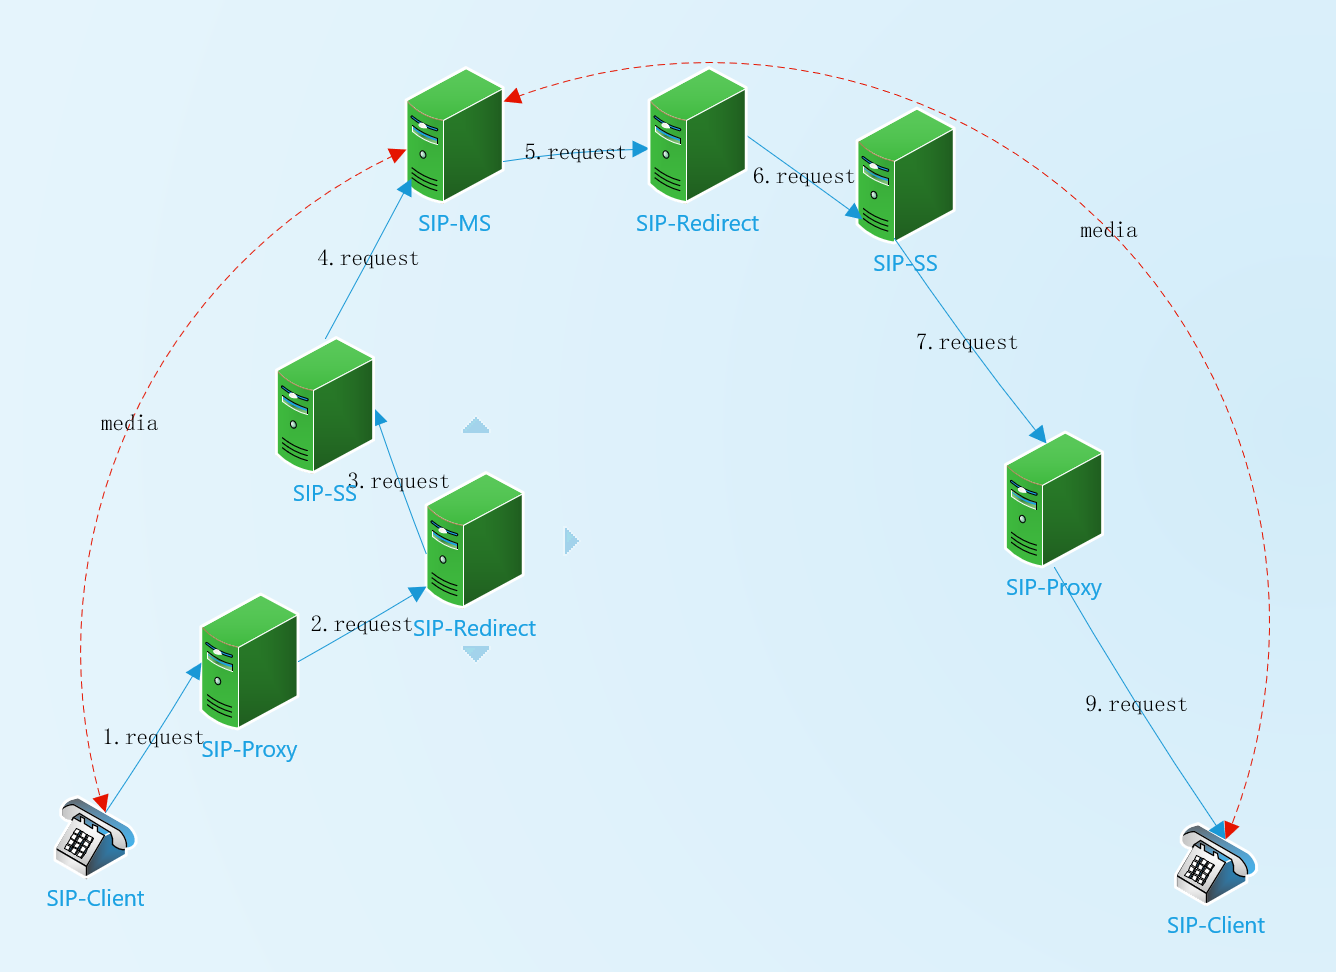 5.request
6.request
SIP-MS
SIP-Redirect
media
SIP-SS
4.request
7.request
media
3.request
SIP-SS
SIP-Proxy
2.request
SIP-Redirect
9.request
1.request
SIP-Proxy
SIP-Client
SIP-Client